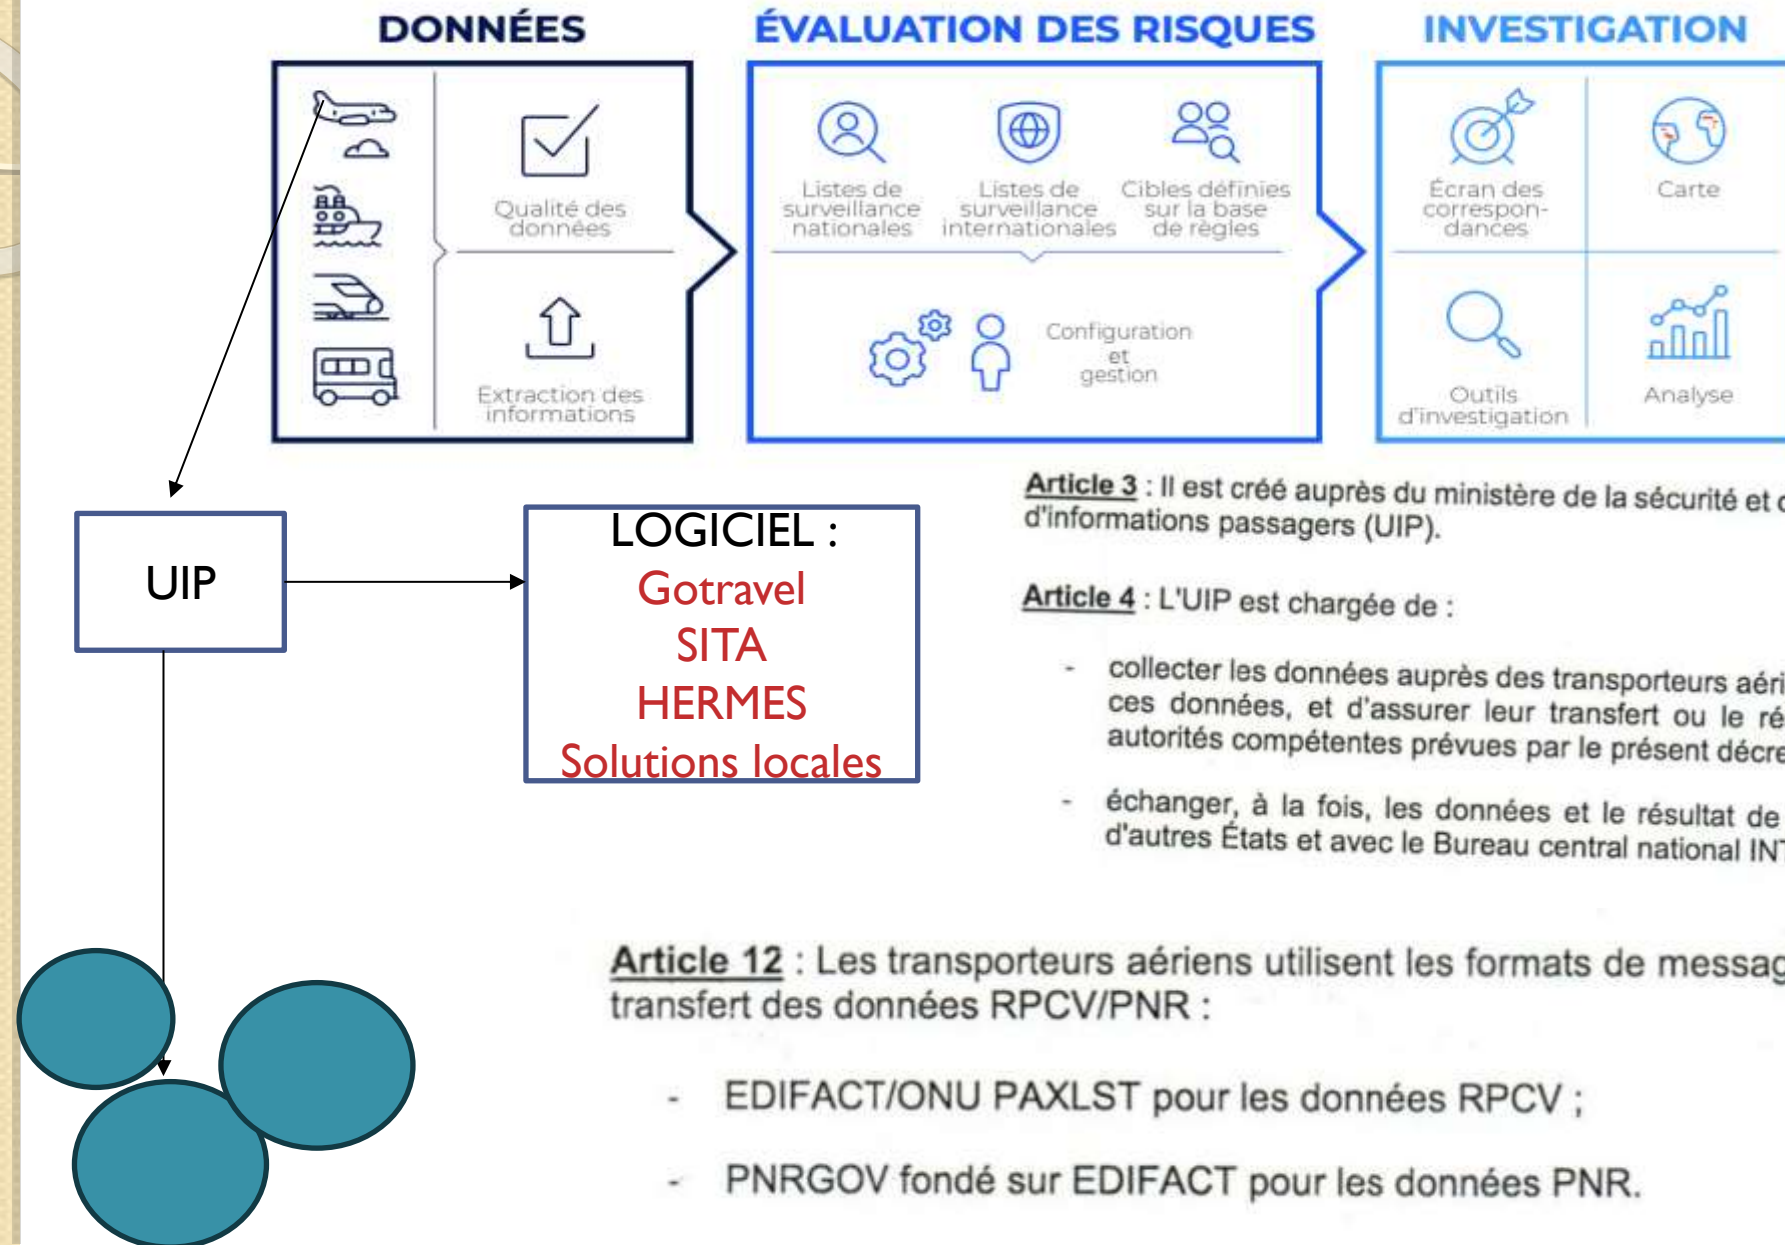 DONNÉES
ÉVALUATION DES RISQUES
INVESTIGATION
Qualité des
données
Extraction des
informations
Listes de
surveillance
nationales
Listes de
surveillance
internationales
Cibles définies
sur la base
de règles
Configuration
et
gestion
Écran des
correspon-
dances
Carte
Outils
d'investigation
Analyse
UIP
LOGICIEL :
Gotravel
SITA
HERMES
Solutions locales
Article 3 : Il est créé auprès du ministère de la sécurité et
d'informations passagers (UIP).
Article 4 : L'UIP est chargée de :
- collecter les données auprès des transporteurs
ces données, et d'assurer leur transfert ou le
autorités compétentes prévues par le présent
- échanger, à la fois, les données et le résultat de
d'autres États et avec le Bureau central national
Article 12 : Les transporteurs aériens utilisent les formats de
transfert des données RPCV/PNR :
- EDIFACT/ONU PAXLST pour les données RPCV ;
- PNRGOV fondé sur EDIFACT pour les données PNR.